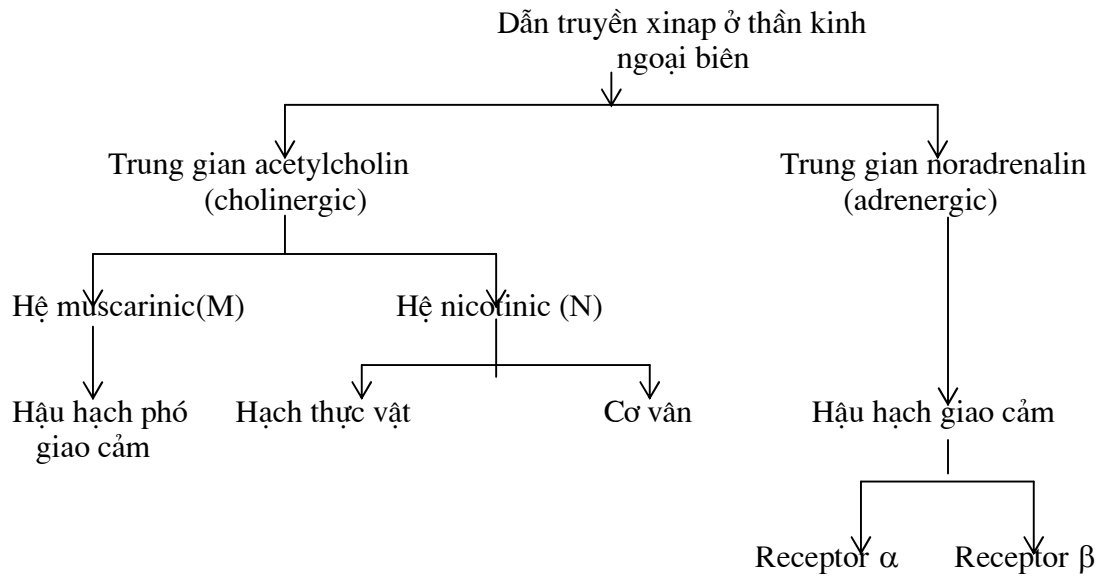 Dẫn truyền xinap ở thần kinh
ngoại biên
Trung gian acetylcholin
(cholinergic)
Trung gian noradrenalin
(adrenergic)
Hệ muscarinic(M)
Hệ nicotinic (N)
Hậu hạch phó
giao cảm
Hạch thực vật
Cơ vân
Hậu hạch giao cảm
Receptor α
Receptor β